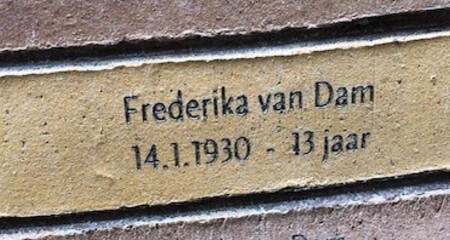 Frederika van Dam
14.1.1930 - 13 jaar